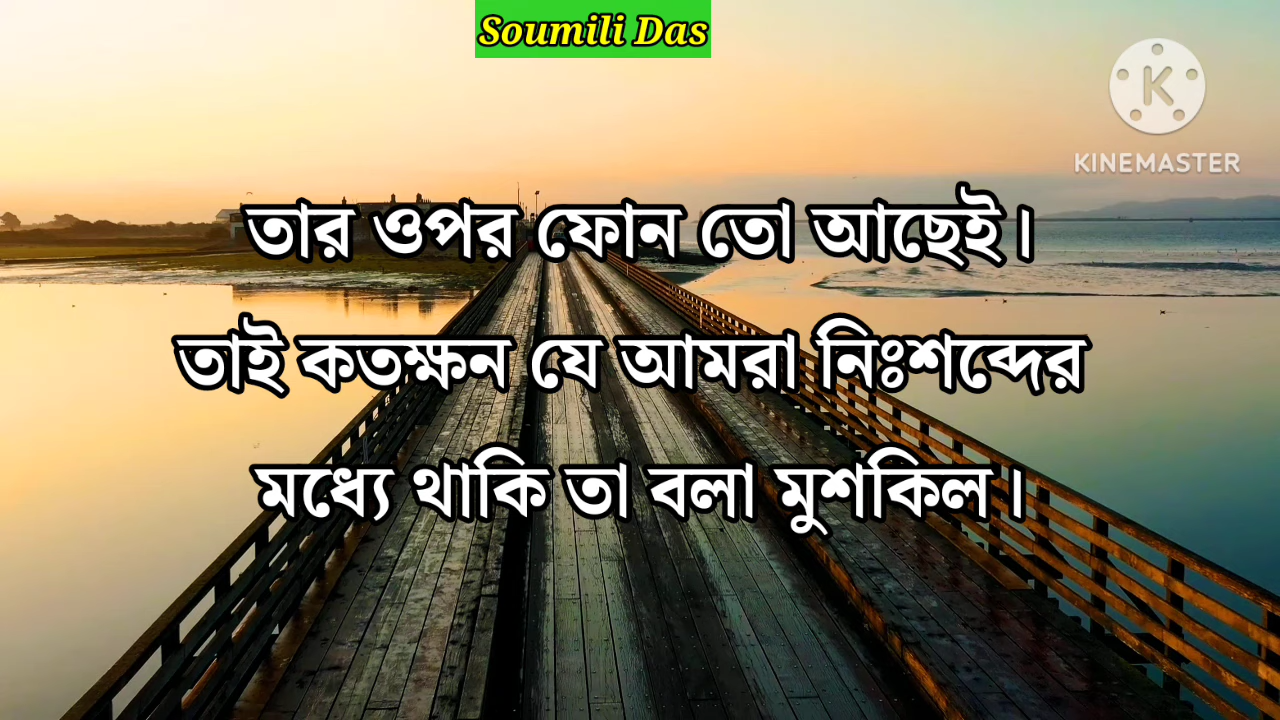 Soumili Das
KINEMASTER
তার ওপর ফোন তো আছেই।
তাই কতক্ষন যে আমরা নিঃশব্দের
মধ্যে থাকি তা বলা মুশকিল।